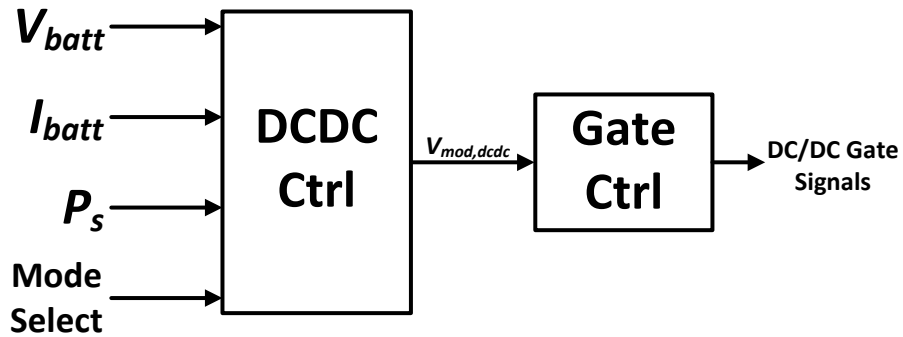 V_batt
I_batt
P_s
Mode
Select
DCDC
Ctrl
V_mod,dcdc
Gate
Ctrl
DC/DC Gate
Signals